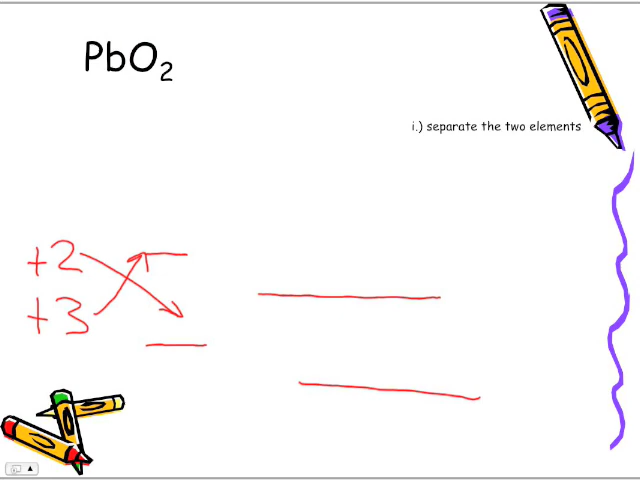 PbO₂
i.) separate the two elements
+2
+3